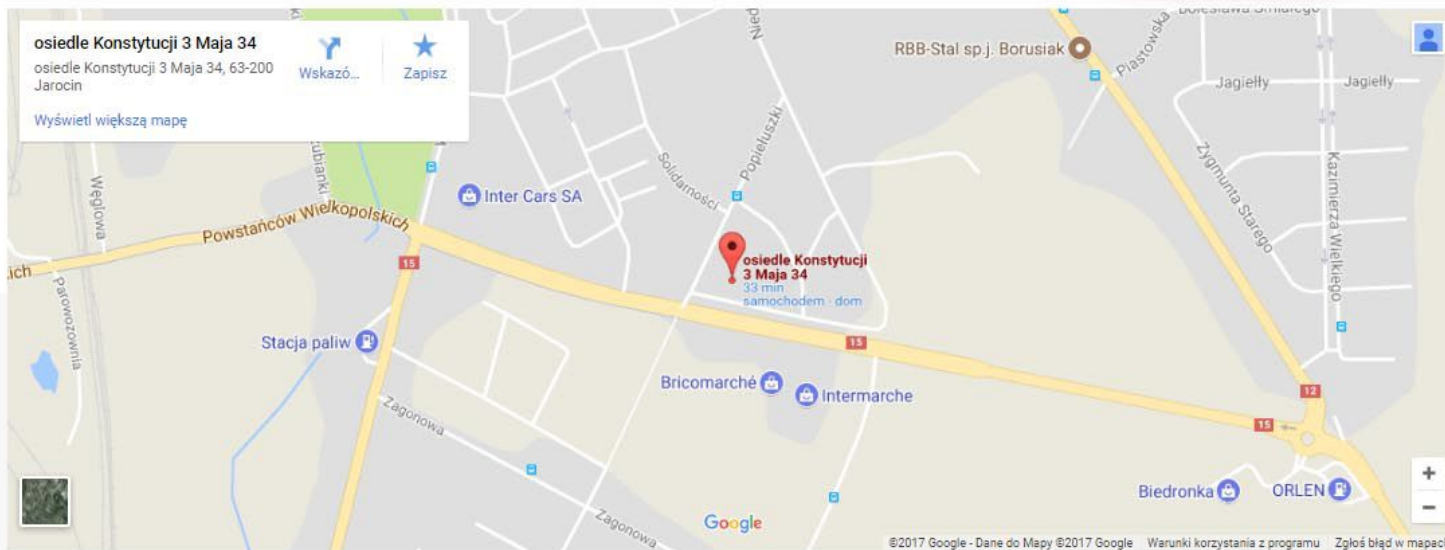 osiedle Konstytucji 3 Maja 34
osiedle Konstytucji 3 Maja 34, 63-200
Jarocin
Wskazó...
Zapisz
Wyświetl większą mapę
RBB-Stal sp.j. Borusiak
Piastowska
Jagiełły
Jagiełły
Popiełuszki
Solidarności
Węglowa
Inter Cars SA
Zygmunta Starego
Kazimierza Wielkiego
Powstańców Wielkopolskich
15
osiedle Konstytucji
3 Maja 34
33 min
samochodem - dom
Parowozownia
Stacja paliw
15
Bricomarché
Intermarche
12
15
Zagonowa
Biedronka
ORLEN
Zagonowa
Google
©2017 Google - Dane do Mapy ©2017 Google
Warunki korzystania z programu
Zgłoś błąd w mapach